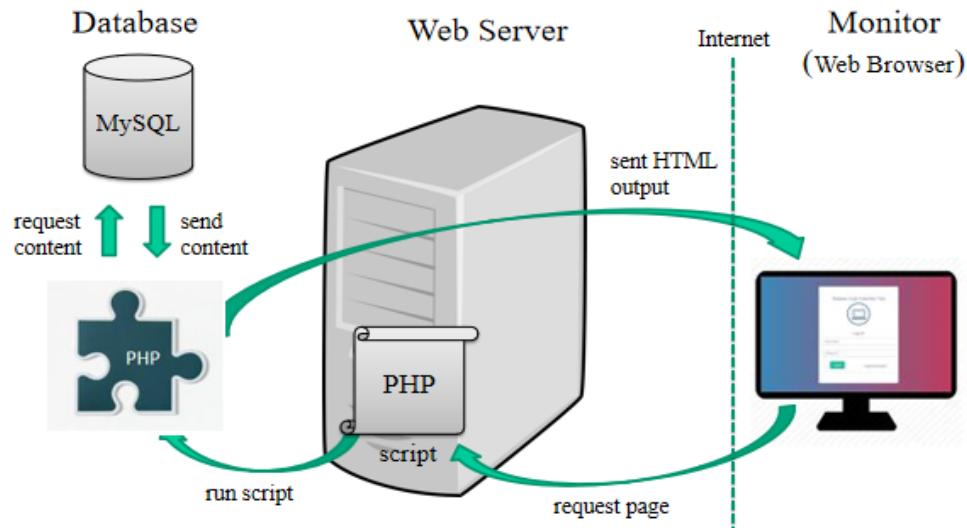 Database
Web Server
Internet
Monitor
(Web Browser)
MySQL
sent HTML
output
request
content
send
content
PHP
PHP
script
run script
request page